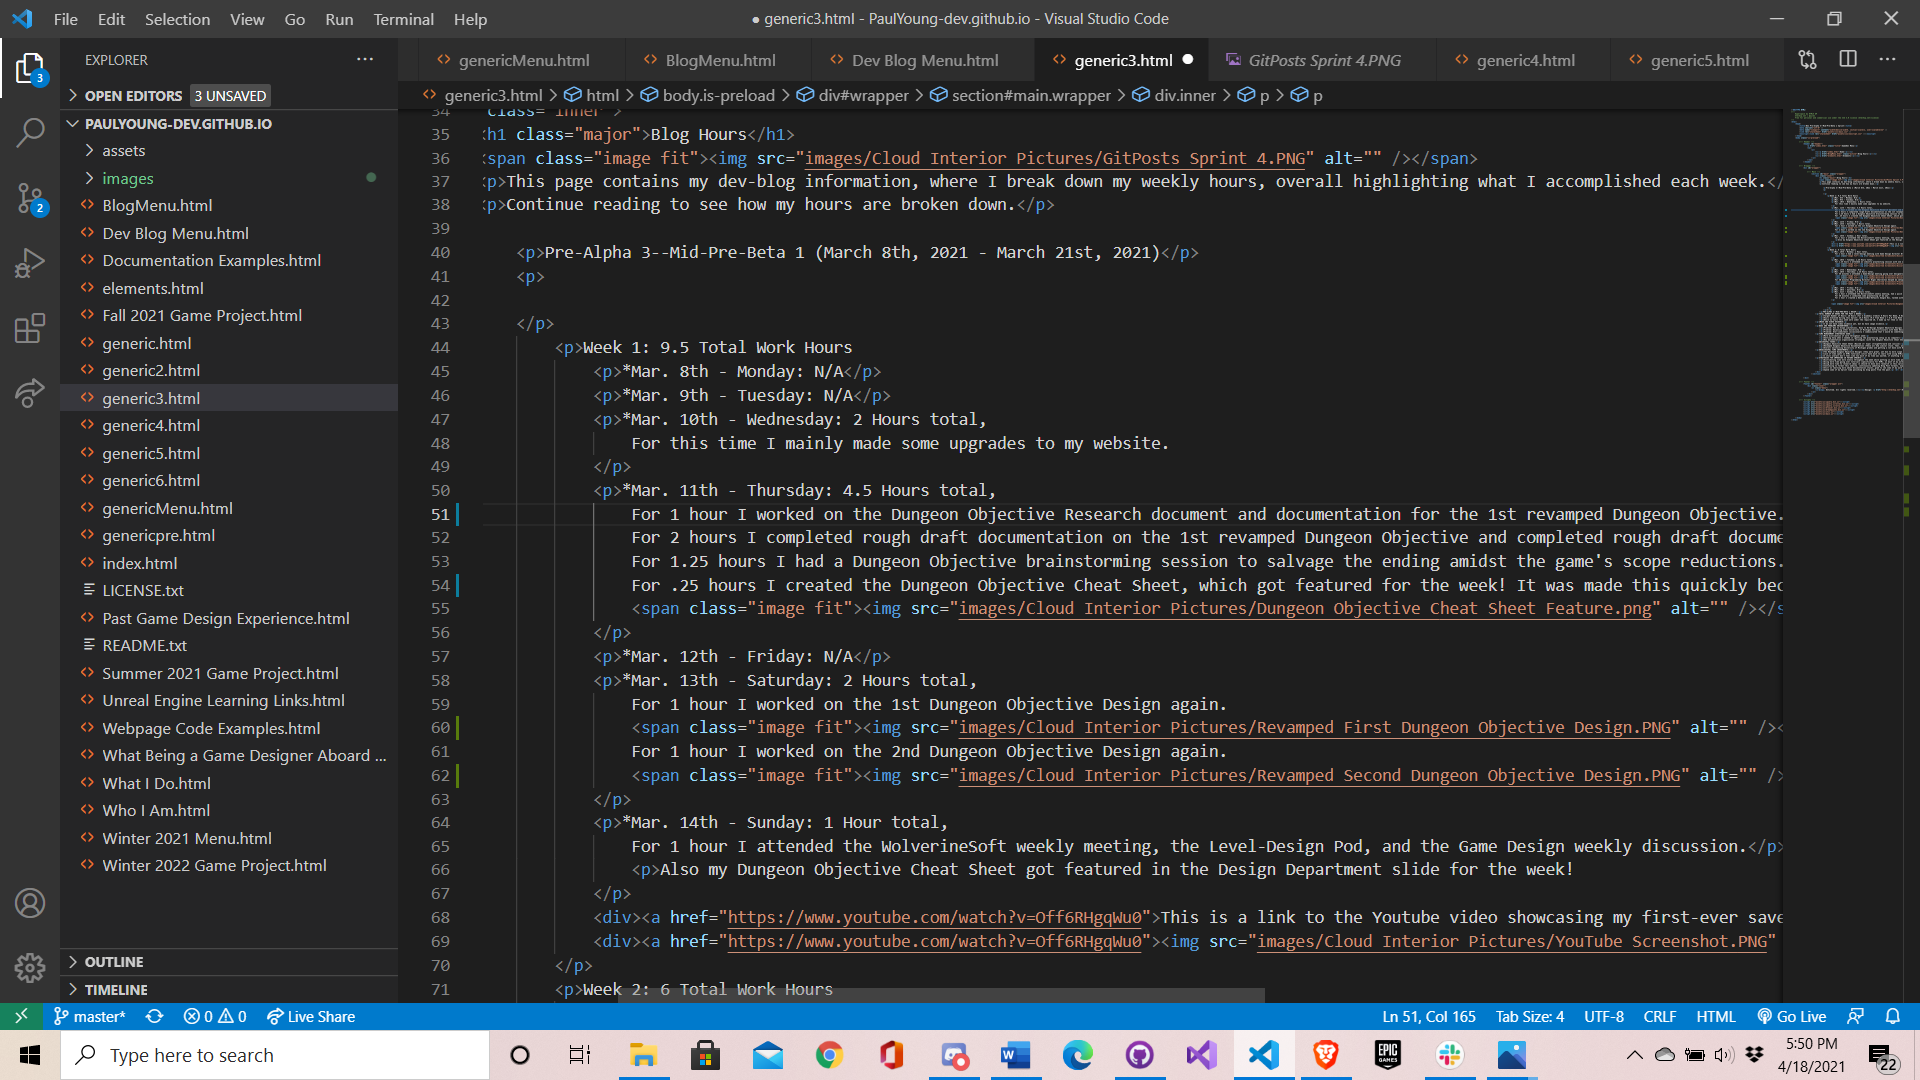 File Edit Selection View Go Run Terminal Help
● generic3.html - PaulYoung-dev.github.io - Visual Studio Code
EXPLORER
OPEN EDITORS 3 UNSAVED
PAULYOUNG-DEV.GITHUB.IO
assets
images
BlogMenu.html
Dev Blog Menu.html
Documentation Examples.html
elements.html
Fall 2021 Game Project.html
generic.html
generic2.html
generic3.html
generic4.html
generic5.html
generic6.html
genericMenu.html
genericpre.html
index.html
LICENSE.txt
Past Game Design Experience.html
README.txt
Summer 2021 Game Project.html
Unreal Engine Learning Links.html
Webpage Code Examples.html
What Being a Game Designer Aboard ...
What I Do.html
Who I Am.html
Winter 2021 Menu.html
Winter 2022 Game Project.html
OUTLINE
TIMELINE
3
2
genericMenu.html BlogMenu.html Dev Blog Menu.html generic3.html GitPosts Sprint 4.PNG generic4.html generic5.html
generic3.html > html > body.is-preload > div#wrapper > section#main.wrapper > div.inner > p > p
34 class="inner">
35 h1 class="major">Blog Hours</h1>
36 span class="image fit"><img src="images/Cloud Interior Pictures/GitPosts Sprint 4.PNG" alt="" /></span>
37 p>This page contains my dev-blog information, where I break down my weekly hours, overall highlighting what I accomplished each week.</
38 p>Continue reading to see how my hours are broken down.</p>
39
40 <p>Pre-Alpha 3--Mid-Pre-Beta 1 (March 8th, 2021 - March 21st, 2021)</p>
41 <p>
42
43 </p>
44 <p>Week 1: 9.5 Total Work Hours
45 <p>*Mar. 8th - Monday: N/A</p>
46 <p>*Mar. 9th - Tuesday: N/A</p>
47 <p>*Mar. 10th - Wednesday: 2 Hours total,
48 For this time I mainly made some upgrades to my website.
49 </p>
50 <p>*Mar. 11th - Thursday: 4.5 Hours total,
51 For 1 hour I worked on the Dungeon Objective Research document and documentation for the 1st revamped Dungeon Objective.
52 For 2 hours I completed rough draft documentation on the 1st revamped Dungeon Objective and completed rough draft docume
53 For 1.25 hours I had a Dungeon Objective brainstorming session to salvage the ending amidst the game's scope reductions.
54 For .25 hours I created the Dungeon Objective Cheat Sheet, which got featured for the week! It was made this quickly bec
55 <span class="image fit"><img src="images/Cloud Interior Pictures/Dungeon Objective Cheat Sheet Feature.png" alt="" /></s
56 </p>
57 <p>*Mar. 12th - Friday: N/A</p>
58 <p>*Mar. 13th - Saturday: 2 Hours total,
59 For 1 hour I worked on the 1st Dungeon Objective Design again.
60 <span class="image fit"><img src="images/Cloud Interior Pictures/Revamped First Dungeon Objective Design.PNG" alt="" /><
61 For 1 hour I worked on the 2nd Dungeon Objective Design again.
62 <span class="image fit"><img src="images/Cloud Interior Pictures/Revamped Second Dungeon Objective Design.PNG" alt="" />
63 </p>
64 <p>*Mar. 14th - Sunday: 1 Hour total,
65 For 1 hour I attended the WolverineSoft weekly meeting, the Level-Design Pod, and the Game Design weekly discussion.</p>
66 <p>Also my Dungeon Objective Cheat Sheet got featured in the Design Department slide for the week!
67 </p>
68 <div><a href="https://www.youtube.com/watch?v=Off6RHgqWu0">This is a link to the Youtube video showcasing my first-ever save
69 <div><a href="https://www.youtube.com/watch?v=Off6RHgqWu0"><img src="images/Cloud Interior Pictures/YouTube Screenshot.PNG"
70 </p>
71 <p>Week 2: 6 Total Work Hours
master* 0 0 Live Share Ln 51, Col 165 Tab Size: 4 UTF-8 CRLF HTML Go Live
Type here to search
EPIC GAMES
5:50 PM
4/18/2021
22